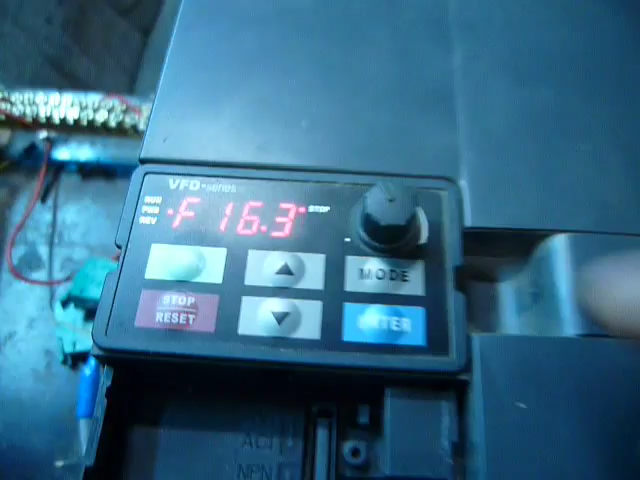 VFD-series
RUN
FWD
REV
F 16.3
STOP
MODE
STOP
RESET
ENTER
ACI
NPN